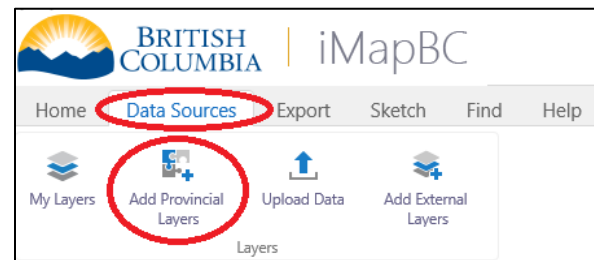 BRITISH
COLUMBIA
iMapBC
Home Data Sources Export Sketch Find Help
My Layers Add Provincial Upload Data Add External
Layers Layers
Layers